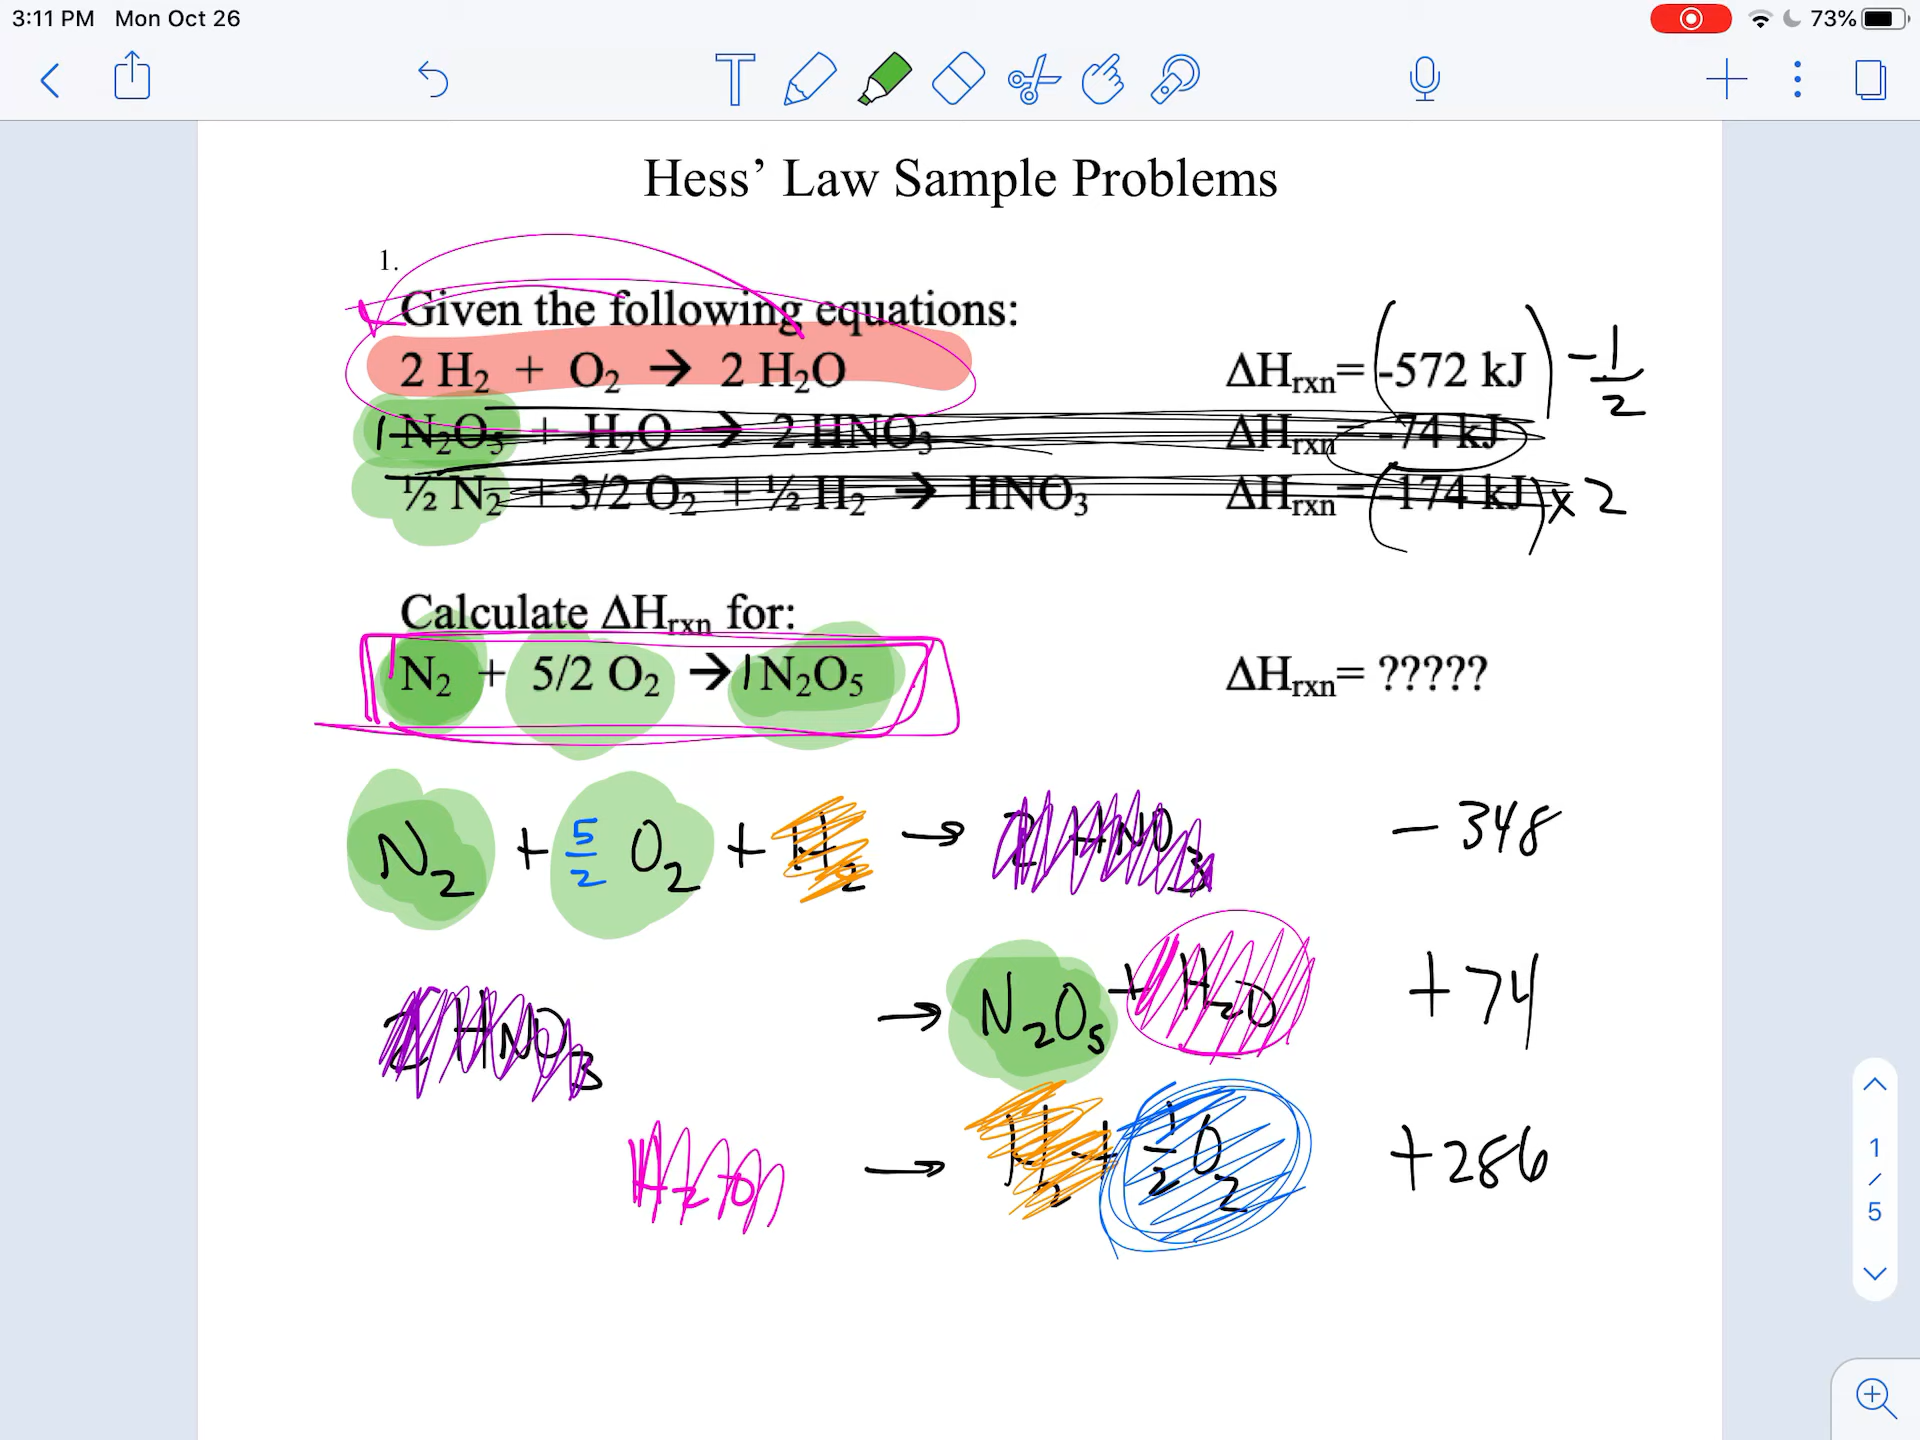 3:11 PM Mon Oct 26 73%
T
Hess’ Law Sample Problems
1.
Given the following equations:
2 H₂ + O₂ → 2 H₂O ΔHrxn= (-572 kJ) -1/2
1 N₂O₅ + H₂O → 2 HNO₃ ΔHrxn= -74 kJ
½ N₂ + 3/2 O₂ + ½ H₂ → HNO₃ ΔHrxn= (-174 kJ) x 2
Calculate ΔHrxn for:
1 N₂ + 5/2 O₂ → 1 N₂O₅ ΔHrxn= ?????
N₂ + 5/2 O₂ + H₂ → 2 HNO₃ - 348
2 HNO₃ → N₂O₅ + H₂O +74
H₂O → H₂ + 1/2 O₂ +286
1
/
5